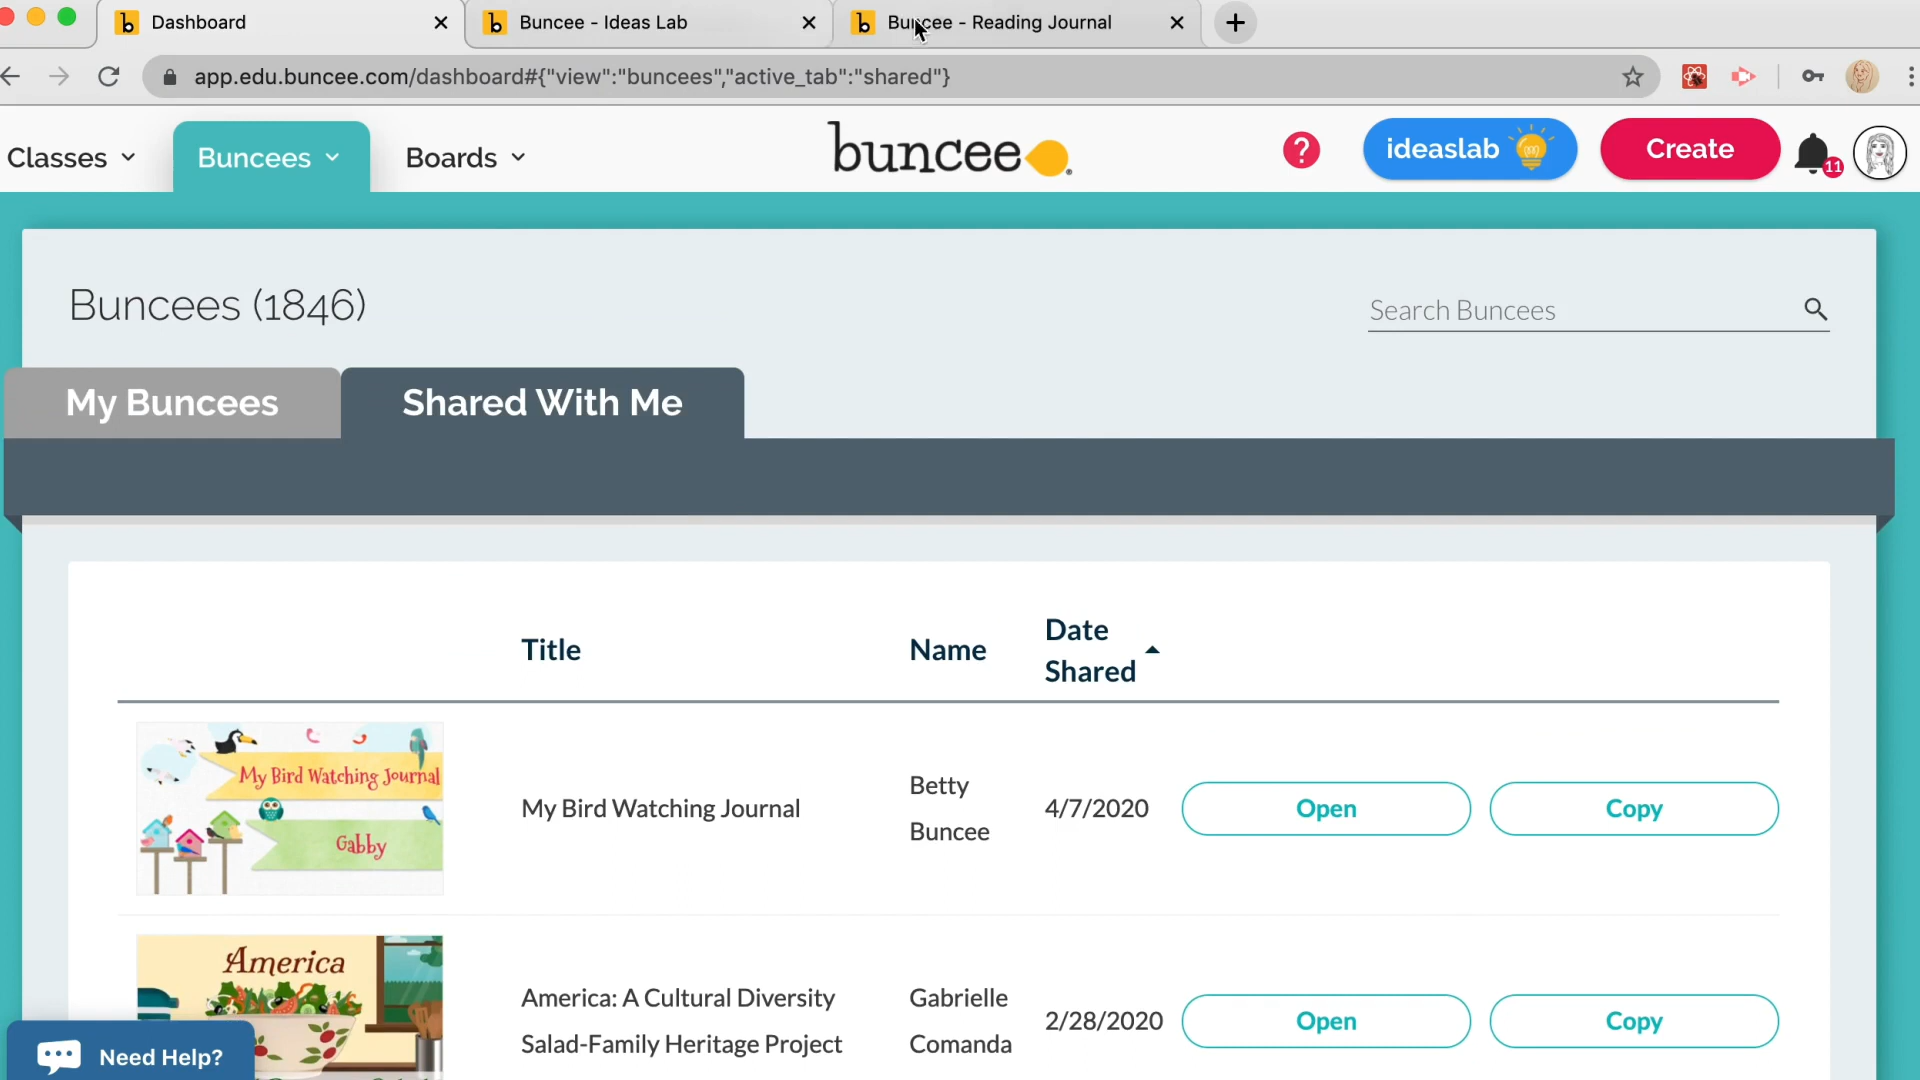 Dashboard
Buncee - Ideas Lab
Buncee - Reading Journal
app.edu.buncee.com/dashboard#{"view":"buncees","active_tab":"shared"}
Classes
Buncees
Boards
buncee
?
ideaslab
Create
11
Buncees (1846)
Search Buncees
My Buncees
Shared With Me
Title
Name
Date
Shared
My Bird Watching Journal
Gabby
My Bird Watching Journal
Betty
Buncee
4/7/2020
Open
Copy
America
America: A Cultural Diversity
Salad-Family Heritage Project
Gabrielle
Comanda
2/28/2020
Open
Copy
Need Help?